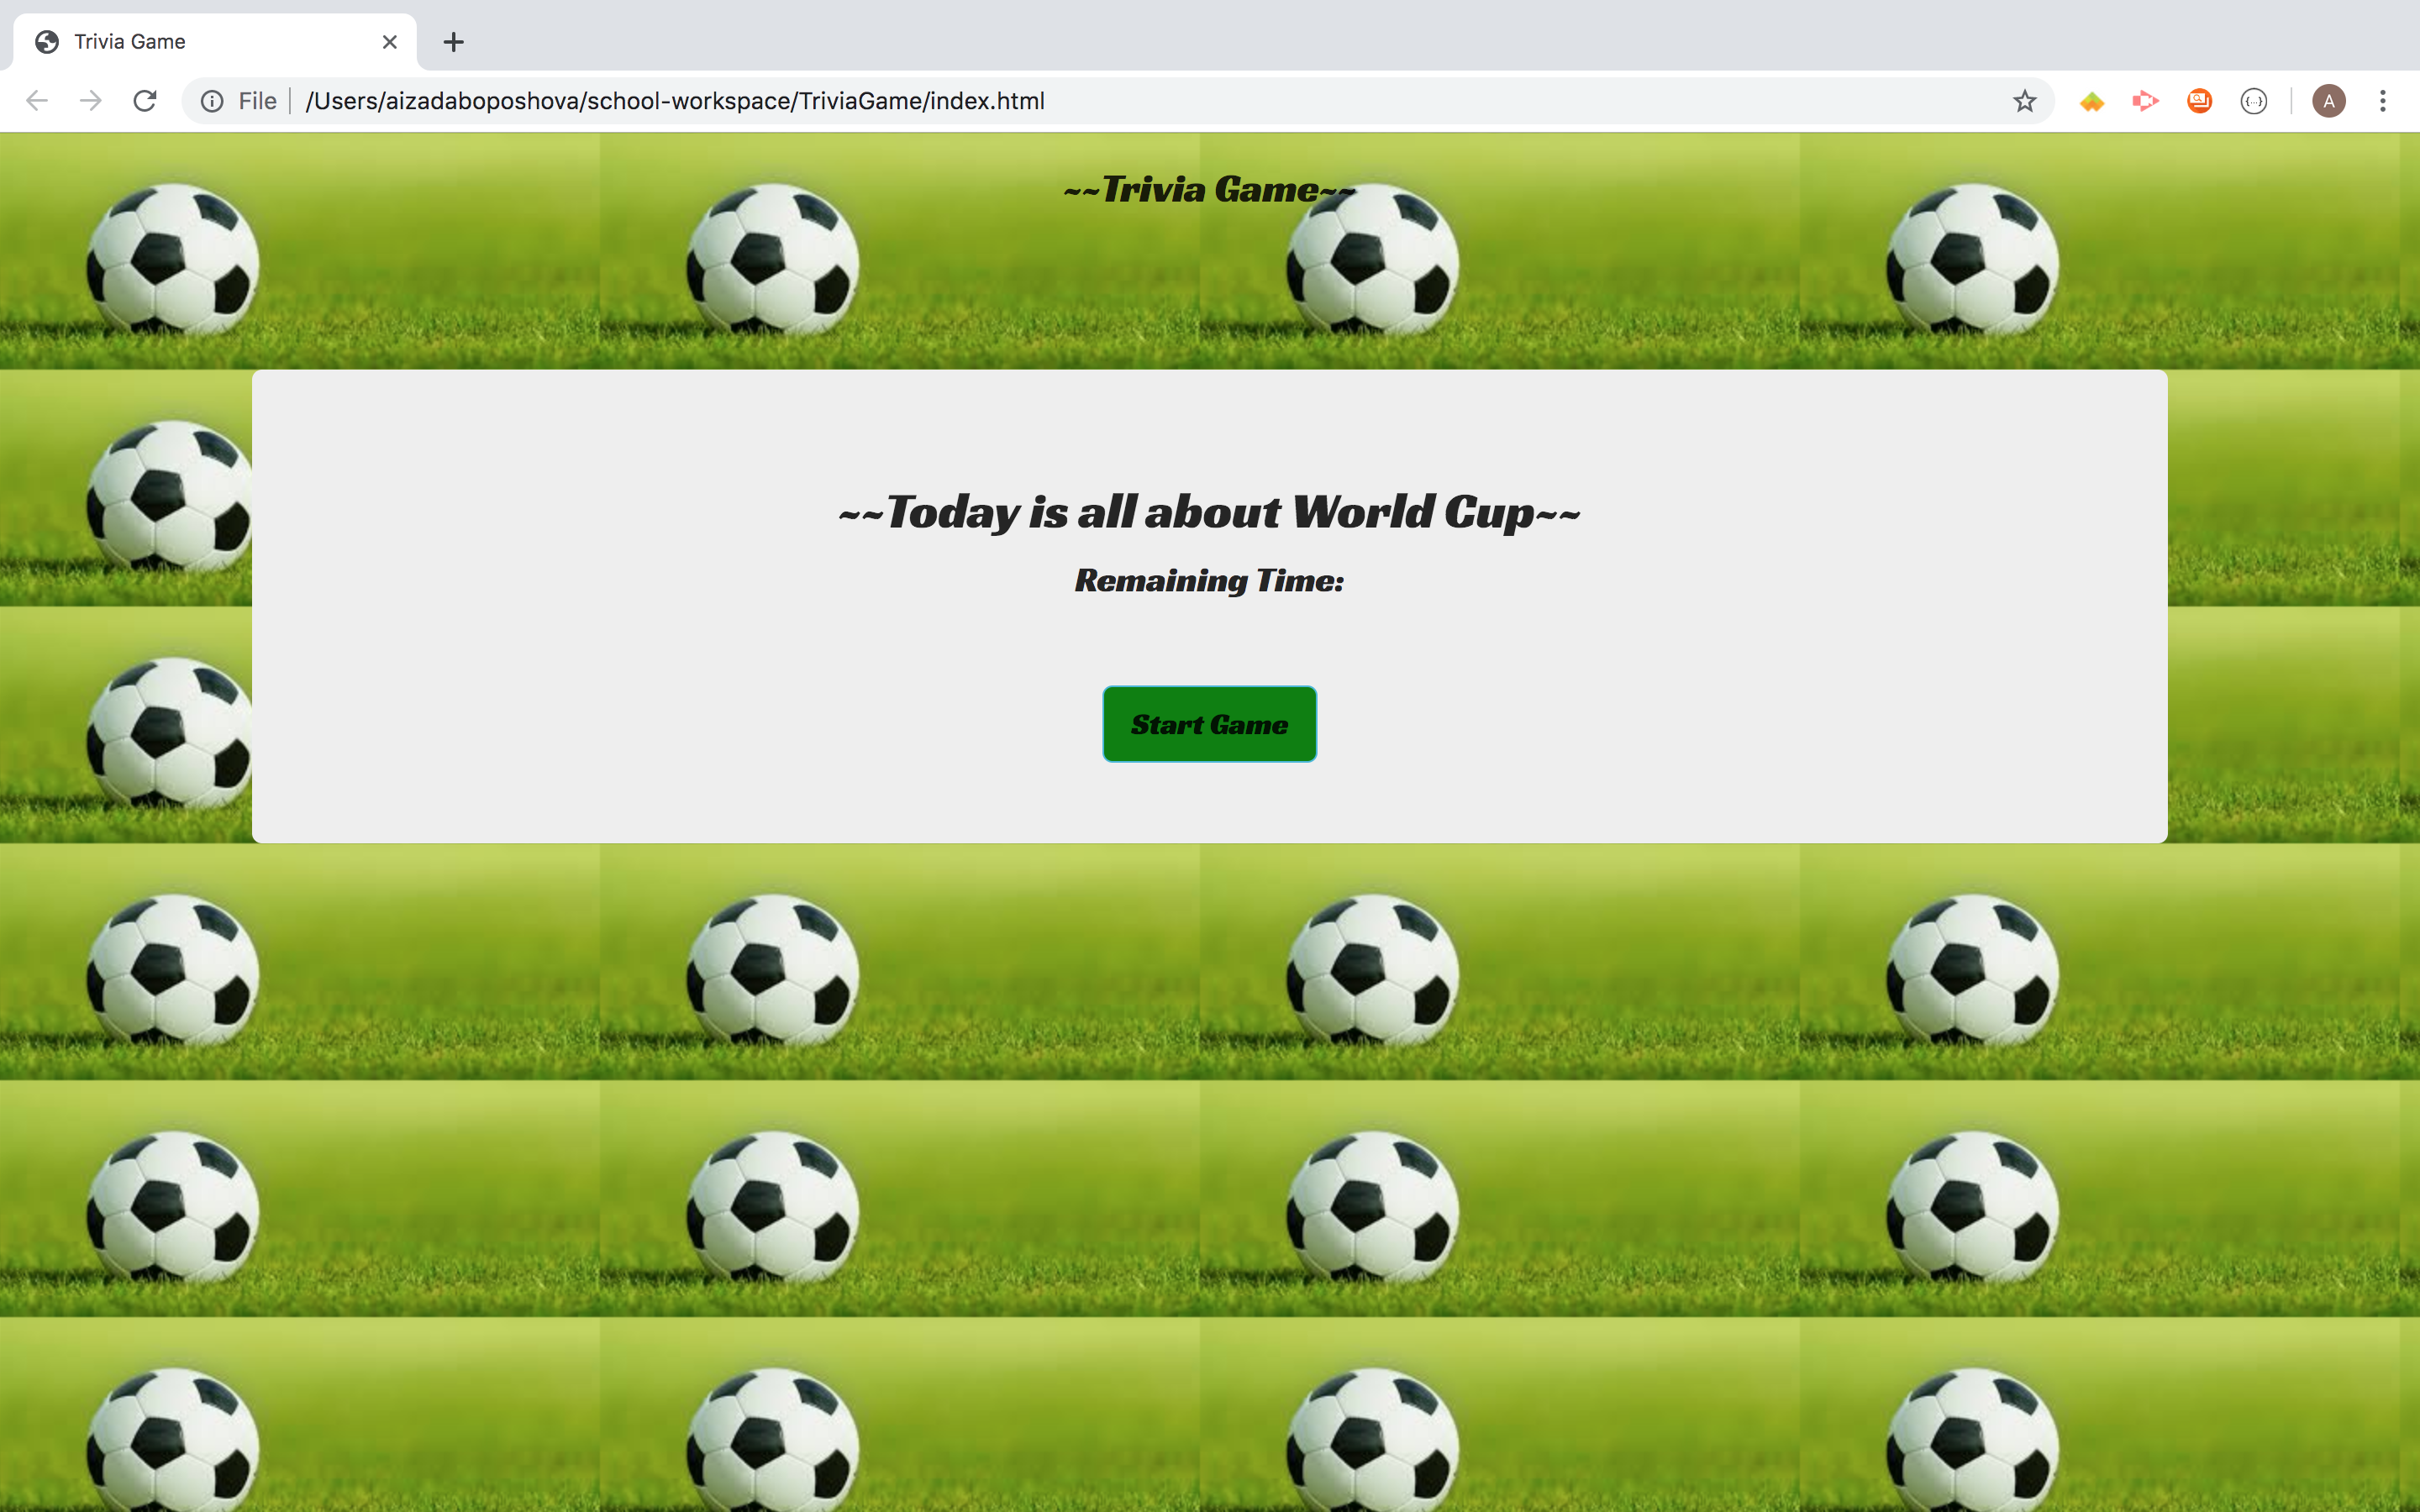 Trivia Game
File /Users/aizadaboposhova/school-workspace/TriviaGame/index.html
A
~~Trivia Game~~
~~Today is all about World Cup~~
Remaining Time:
Start Game